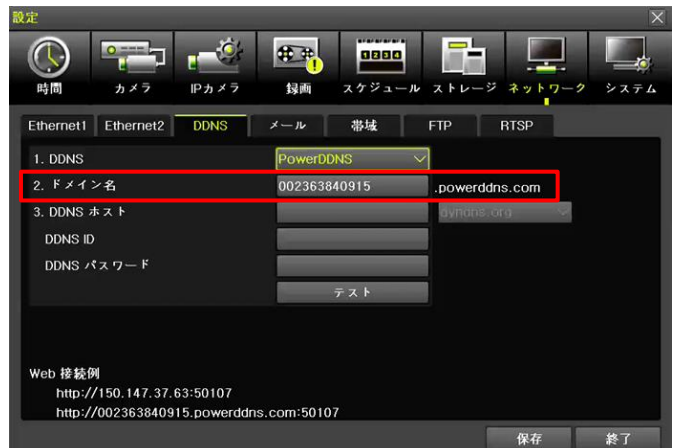 設定
時間 カメラ IPカメラ 録画 スケジュール ストレージ ネットワーク システム
Ethernet1 Ethernet2 DDNS メール 帯域 FTP RTSP
1. DDNS PowerDDNS
2. ドメイン名 002363840915 .powerddns.com
3. DDNS ホスト dyndns.org
DDNS ID
DDNS パスワード
テスト
Web 接続例
http://150.147.37.63:50107
http://002363840915.powerddns.com:50107
保存 終了